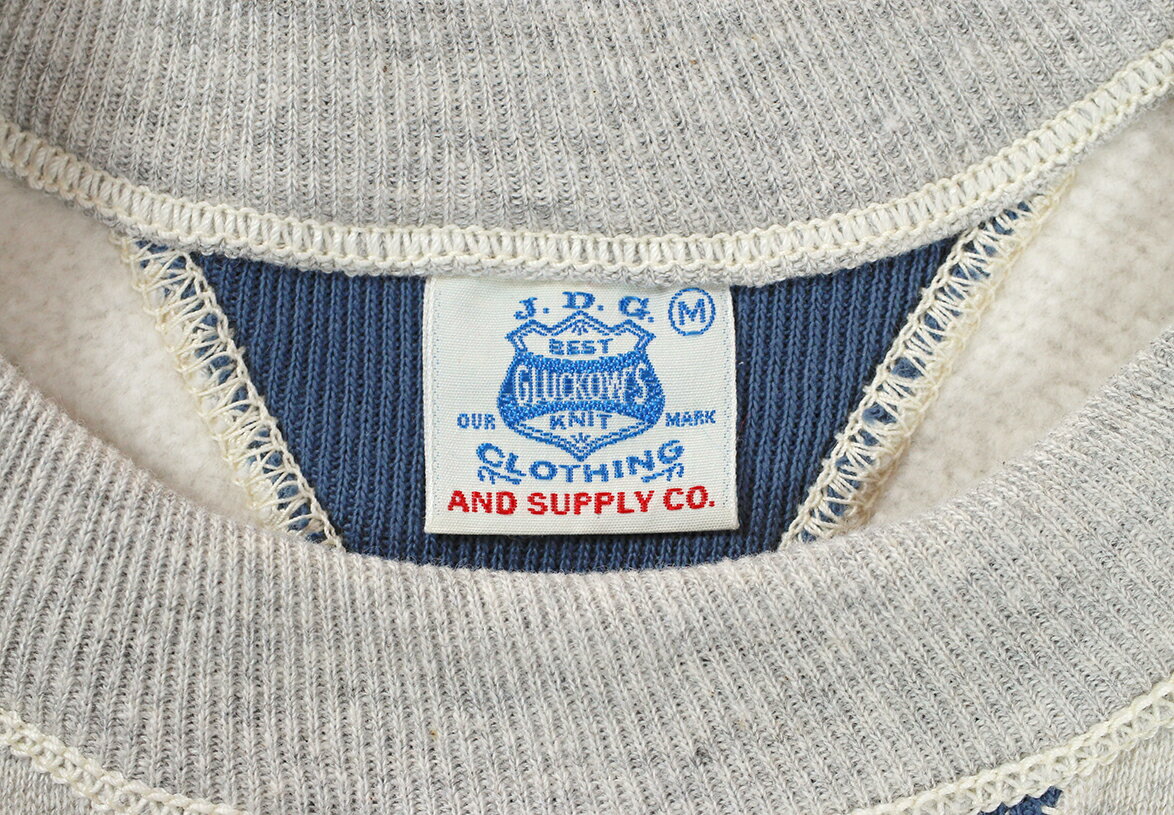 J. D. G. M
BEST
GLUCKOW'S
OUR KNIT MARK
CLOTHING
AND SUPPLY CO.